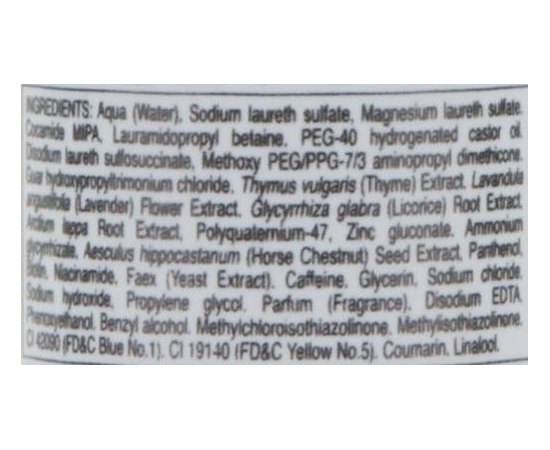 INGREDIENTS: Aqua (Water), Sodium laureth sulfate, Magnesium laureth sulfate,
Cocamide MIPA, Lauramidopropyl betaine, PEG-40 hydrogenated castor oil,
Disodium laureth sulfosuccinate, Methoxy PEG/PPG-7/3 aminopropyl dimethicone,
Guar hydroxypropyltrimonium chloride, Thymus vulgaris (Thyme) Extract, Lavandula
angustifolia (Lavender) Flower Extract, Glycyrrhiza glabra (Licorice) Root Extract,
Arctium lappa Root Extract, Polyquaternium-47, Zinc gluconate, Ammonium
glycyrrhizate, Aesculus hippocastanum (Horse Chestnut) Seed Extract, Panthenol,
Biotin, Niacinamide, Faex (Yeast Extract), Caffeine, Glycerin, Sodium chloride,
Sodium hydroxide, Propylene glycol, Parfum (Fragrance), Disodium EDTA,
Phenoxyethanol, Benzyl alcohol, Methylchloroisothiazolinone, Methylisothiazolinone,
CI 42090 (FD&C Blue No.1), CI 19140 (FD&C Yellow No.5), Coumarin, Linalool.